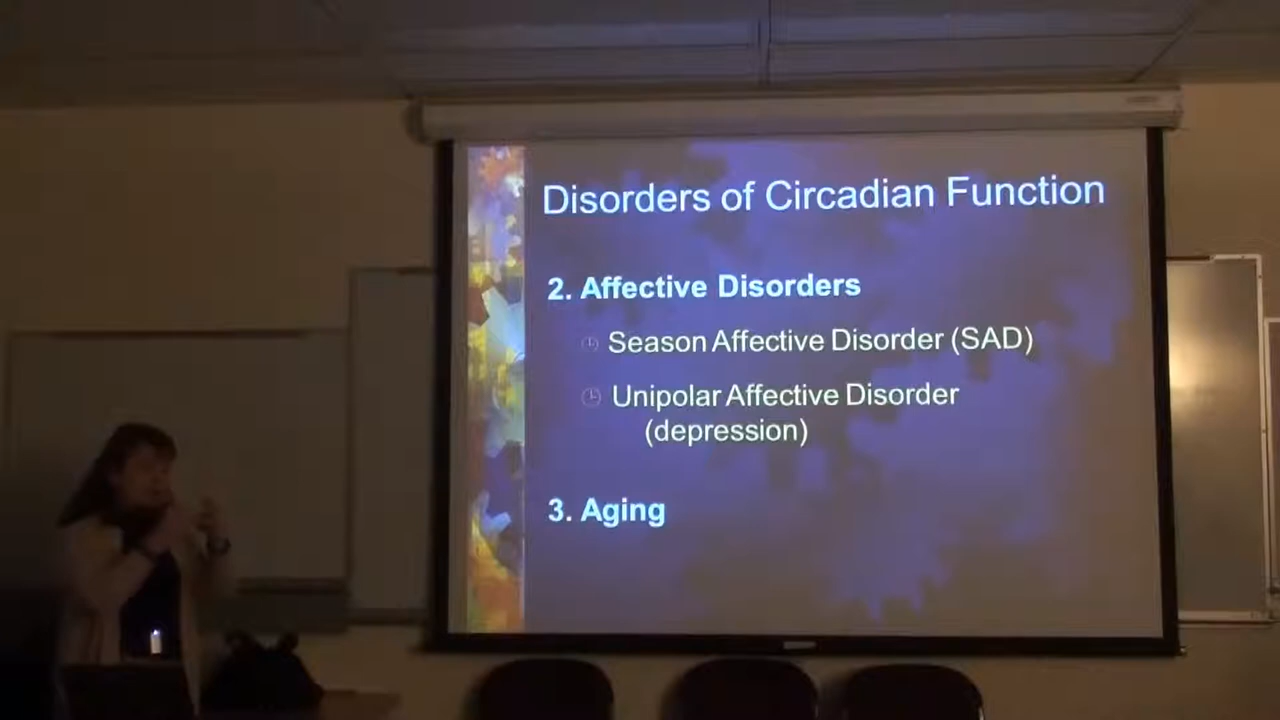 Disorders of Circadian Function
2. Affective Disorders
Season Affective Disorder (SAD)
Unipolar Affective Disorder
(depression)
3. Aging